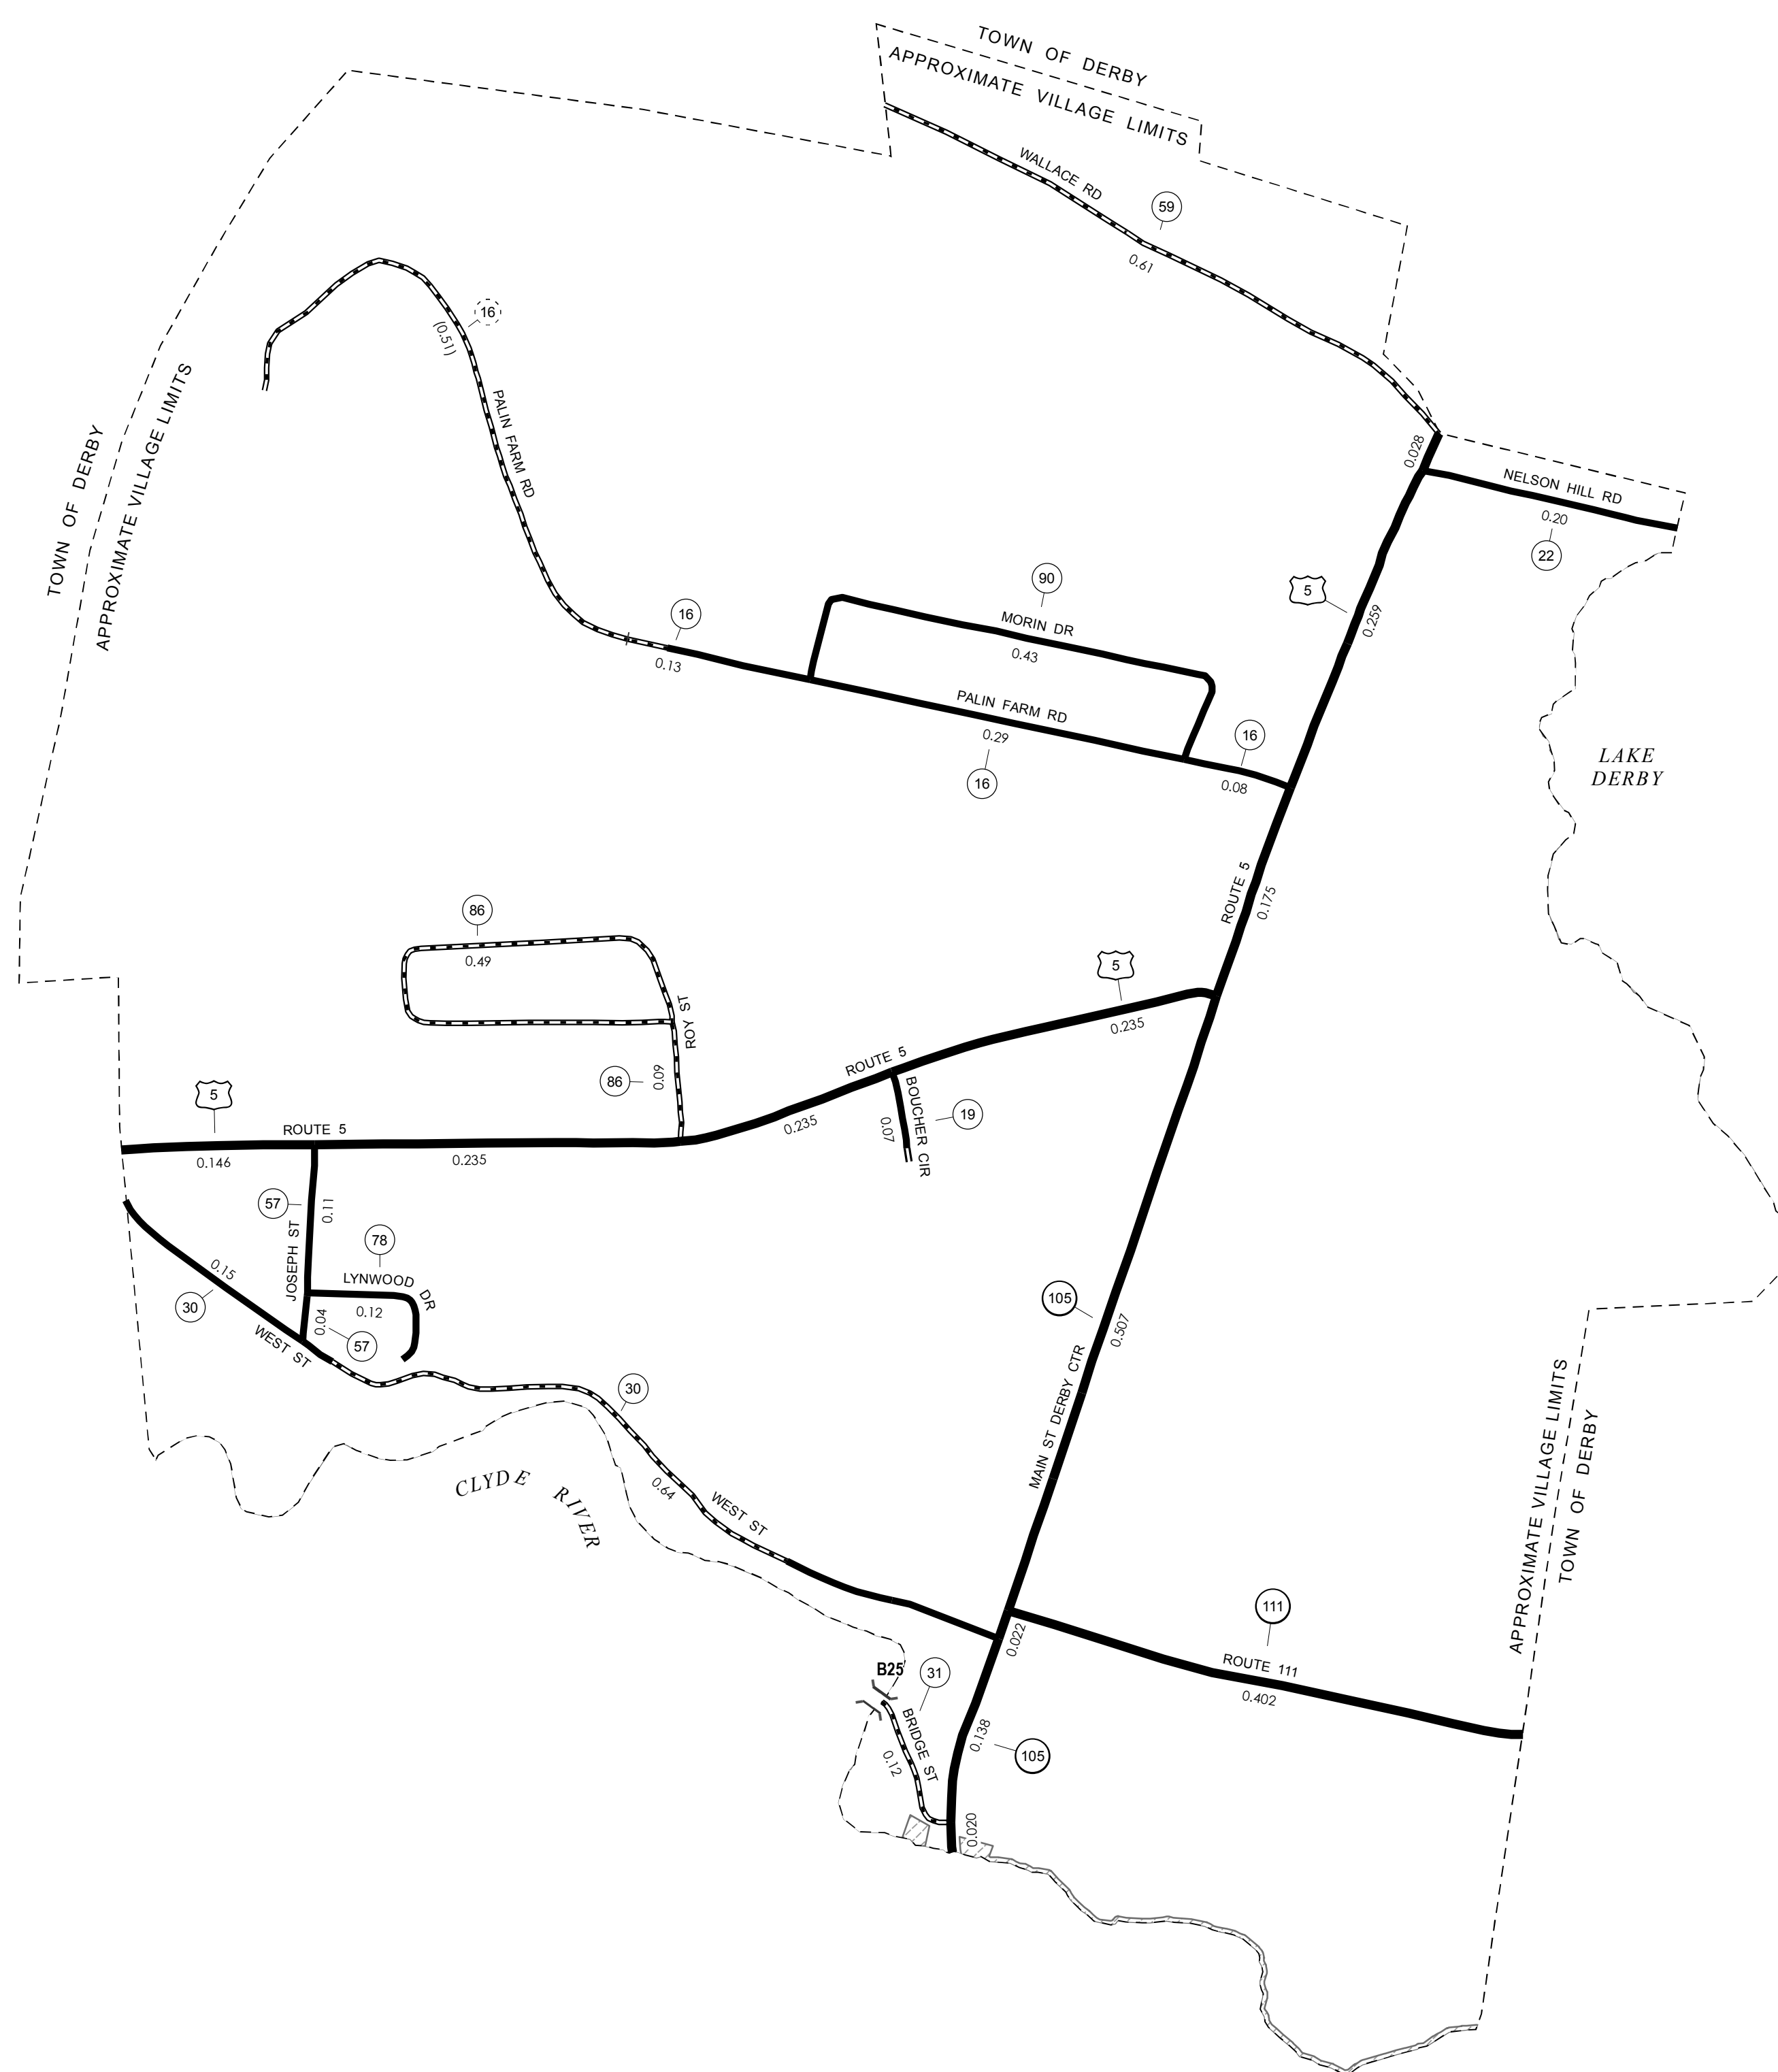 TOWN OF DERBY
APPROXIMATE VILLAGE LIMITS
WALLACE RD
59
0.61
16
(0.51)
PALIN FARM RD
TOWN OF DERBY
APPROXIMATE VILLAGE LIMITS
0.028
NELSON HILL RD
0.20
22
5
0.259
90
MORIN DR
0.43
16
0.13
PALIN FARM RD
0.29
16
16
0.08
LAKE
DERBY
ROUTE 5
0.175
86
0.49
ROY ST
86
0.09
5
0.235
ROUTE 5
BOUCHER CIR
19
0.07
0.235
5
ROUTE 5
0.146
0.235
57
0.11
JOSEPH ST
78
LYNWOOD DR
0.12
0.15
30
0.04
57
WEST ST
30
0.64
WEST ST
CLYDE RIVER
105
0.507
MAIN ST DERBY CTR
APPROXIMATE VILLAGE LIMITS
TOWN OF DERBY
111
ROUTE 111
0.402
0.022
B25
31
BRIDGE ST
0.12
0.138
105
0.020